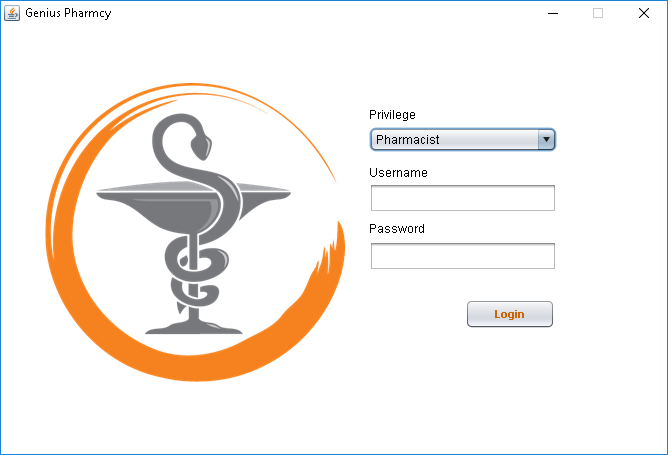 Genius Pharmcy
Privilege
Pharmacist
Username
Password
Login